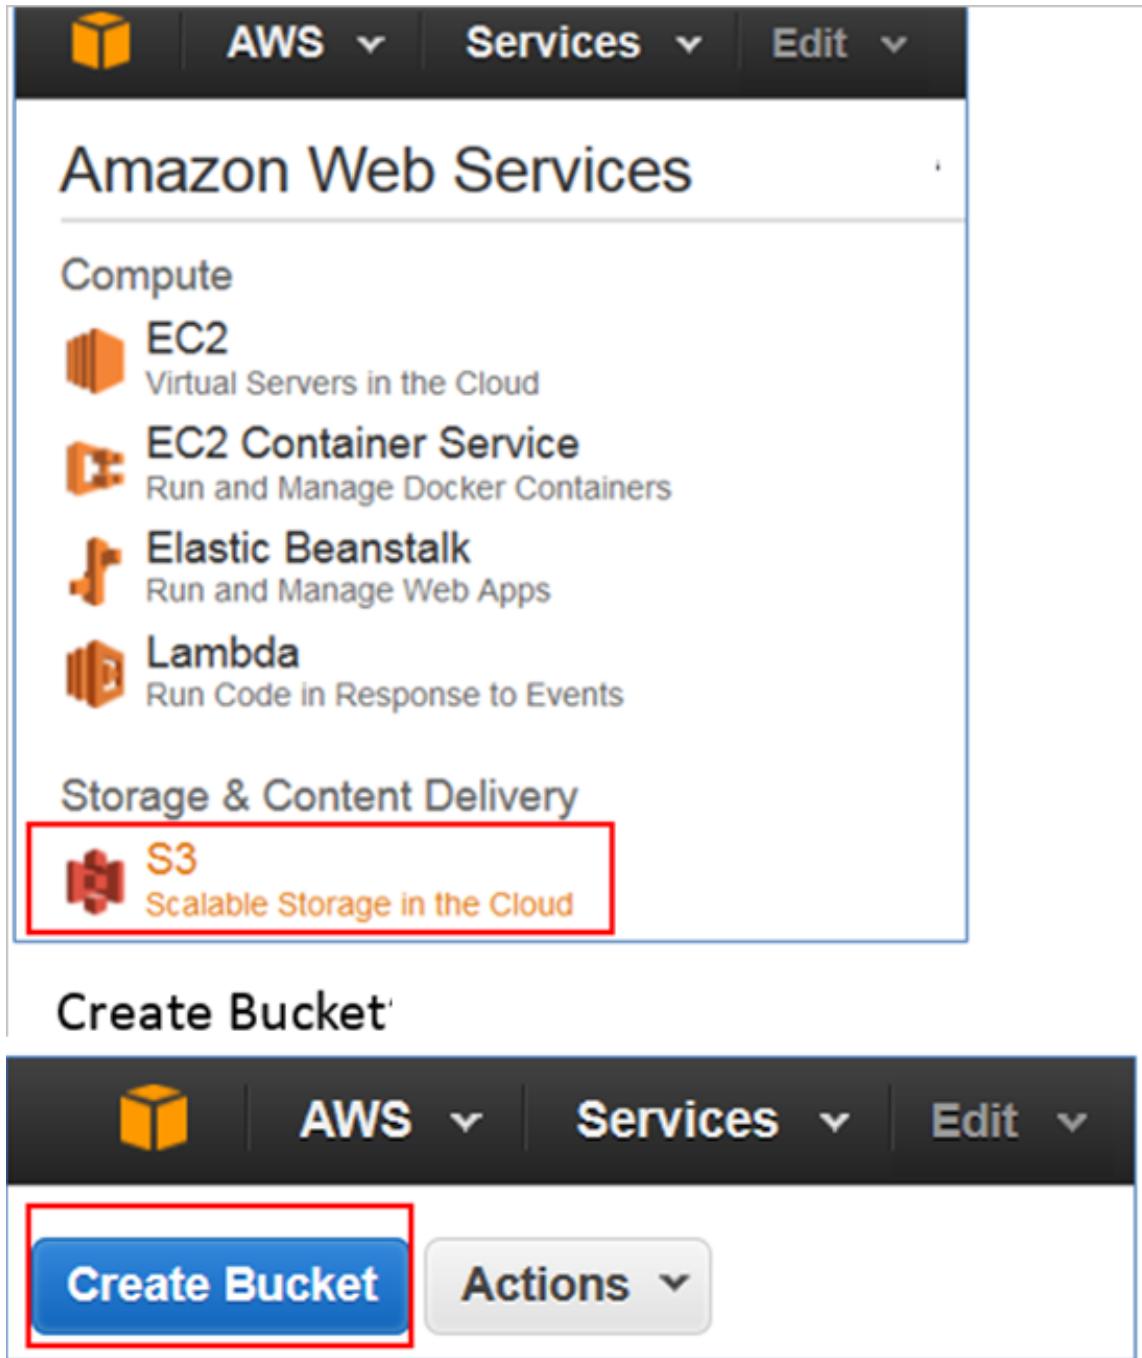 AWS Services Edit
Amazon Web Services
Compute
EC2
Virtual Servers in the Cloud
EC2 Container Service
Run and Manage Docker Containers
Elastic Beanstalk
Run and Manage Web Apps
Lambda
Run Code in Response to Events
Storage & Content Delivery
S3
Scalable Storage in the Cloud
Create Bucket
AWS Services Edit
Create Bucket Actions